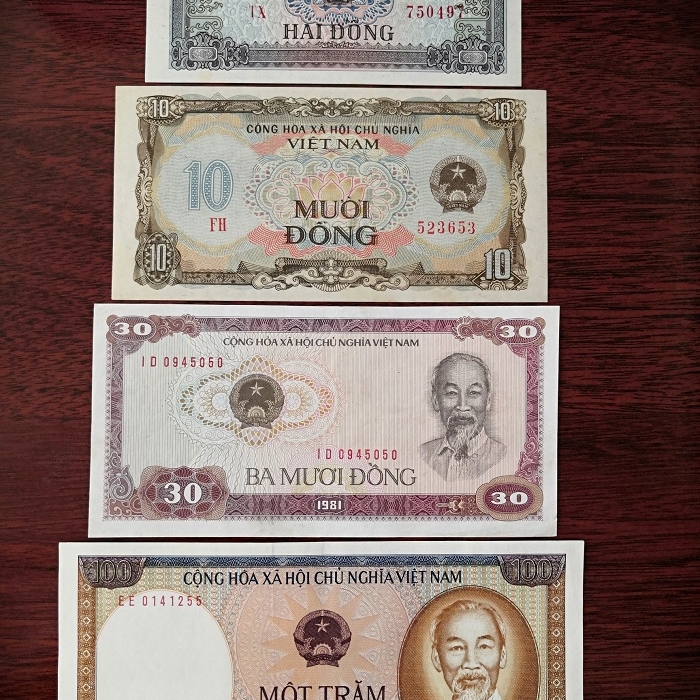 TX 750497
HAI ĐỒNG
10 10
CỘNG HÒA XÃ HỘI CHỦ NGHĨA
VIỆT NAM
10
MƯỜI
ĐỒNG
FH 523653
10 10
30 30
CỘNG HÒA XÃ HỘI CHỦ NGHĨA VIỆT NAM
ID 0945050
ID 0945050
BA MƯƠI ĐỒNG
30 1981 30
100 100
CỘNG HÒA XÃ HỘI CHỦ NGHĨA VIỆT NAM
EE 0141255
MỘT TRĂM